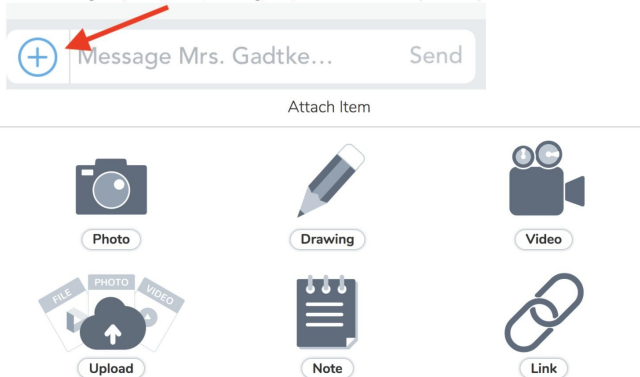 Message Mrs. Gadtke... Send
Attach Item
Photo Drawing Video
FILE PHOTO VIDEO
Upload Note Link